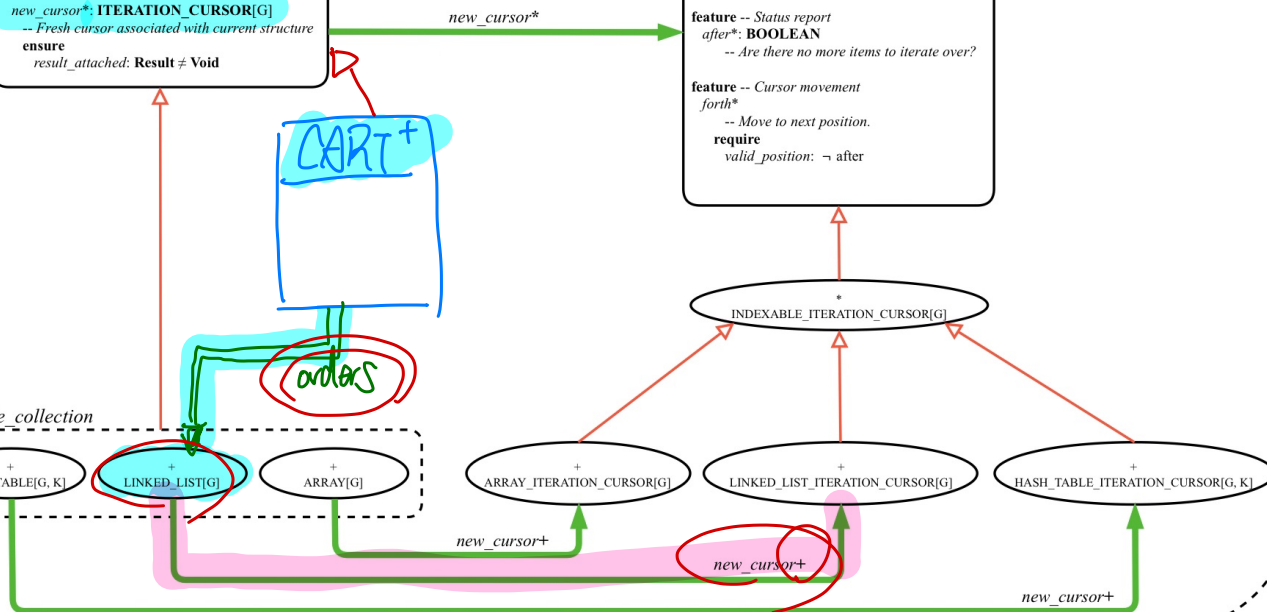 new_cursor*: ITERATION_CURSOR[G]
-- Fresh cursor associated with current structure
ensure
result_attached: Result ≠ Void
new_cursor*
feature -- Status report
after*: BOOLEAN
-- Are there no more items to iterate over?
feature -- Cursor movement
forth*
-- Move to next position.
require
valid_position: ¬ after
CART+
*
INDEXABLE_ITERATION_CURSOR[G]
orders
e_collection
+
TABLE[G, K]
+
LINKED_LIST[G]
+
ARRAY[G]
+
ARRAY_ITERATION_CURSOR[G]
+
LINKED_LIST_ITERATION_CURSOR[G]
+
HASH_TABLE_ITERATION_CURSOR[G, K]
new_cursor+
new_cursor+
new_cursor+